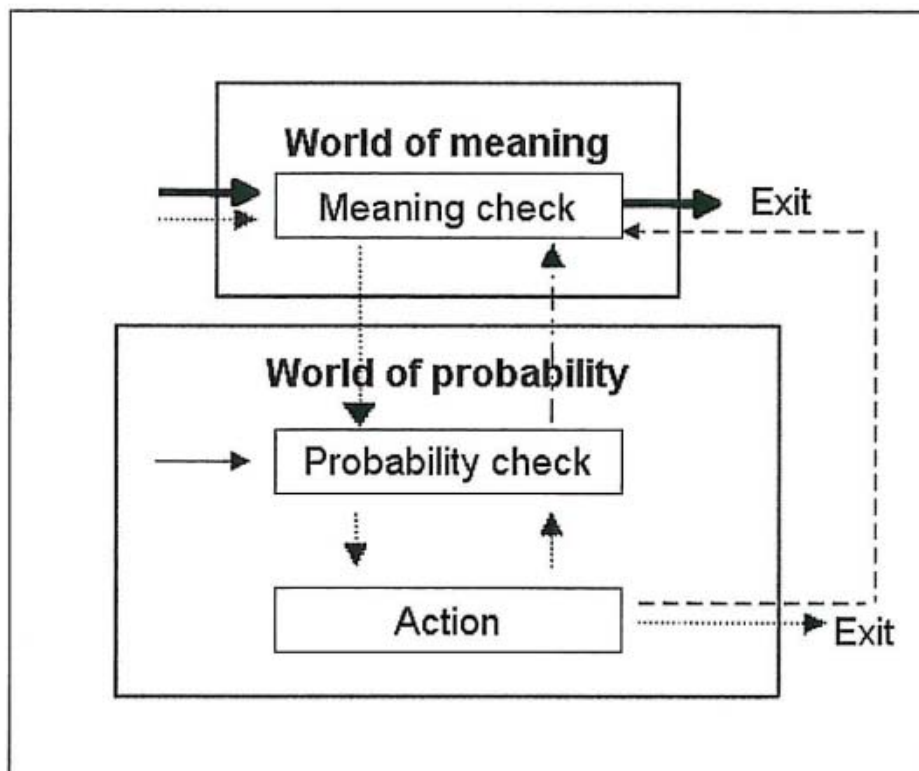 World of meaning
Meaning check
Exit
World of probability
Probability check
Action
Exit